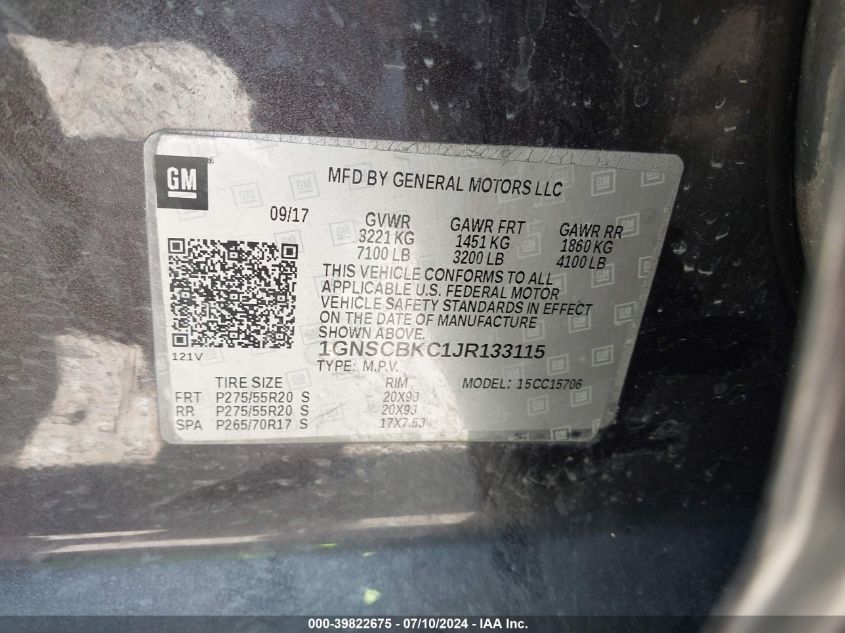 GM
MFD BY GENERAL MOTORS LLC
09/17
GVWR GAWR FRT GAWR RR
3221 KG 1451 KG 1860 KG
7100 LB 3200 LB 4100 LB
THIS VEHICLE CONFORMS TO ALL
APPLICABLE U.S. FEDERAL MOTOR
VEHICLE SAFETY STANDARDS IN EFFECT
ON THE DATE OF MANUFACTURE
SHOWN ABOVE.
121V
1GNSCBKC1JR133115
TYPE: M.P.V.
TIRE SIZE RIM MODEL: 15CC15706
FRT P275/55R20 S 20X9J
RR P275/55R20 S 20X9J
SPA P265/70R17 S 17X7.5J
000-39822675 - 07/10/2024 - IAA Inc.